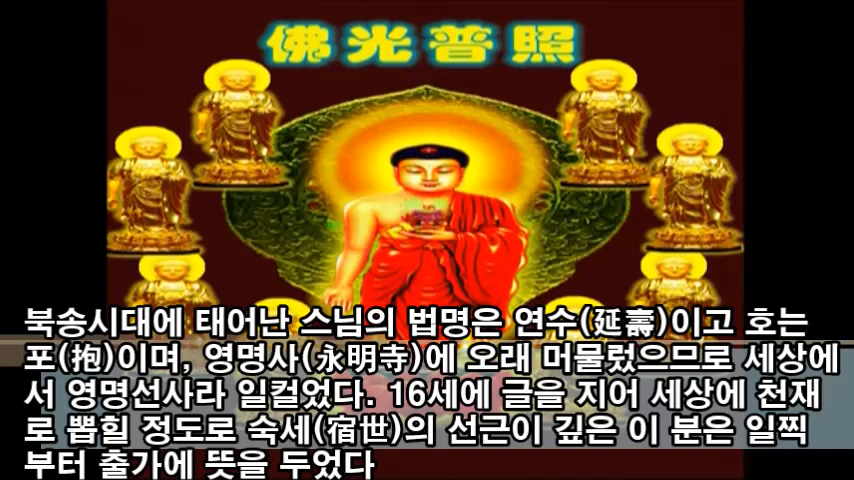 佛光普照
북송시대에 태어난 스님의 법명은 연수(延壽)이고 호는
포(抱)이며, 영명사(永明寺)에 오래 머물렀으므로 세상에
서 영명선사라 일컬었다. 16세에 글을 지어 세상에 천재
로 뽑힐 정도로 숙세(宿世)의 선근이 깊은 이 분은 일찍
부터 출가에 뜻을 두었다